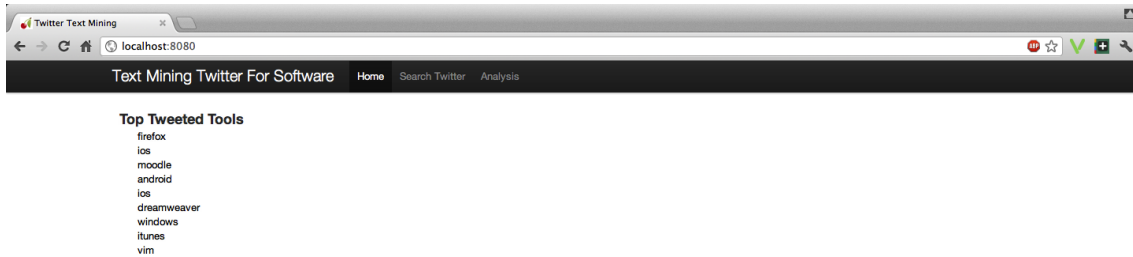 Twitter Text Mining
localhost:8080
Text Mining Twitter For Software Home Search Twitter Analysis
Top Tweeted Tools
firefox
ios
moodle
android
ios
dreamweaver
windows
itunes
vim